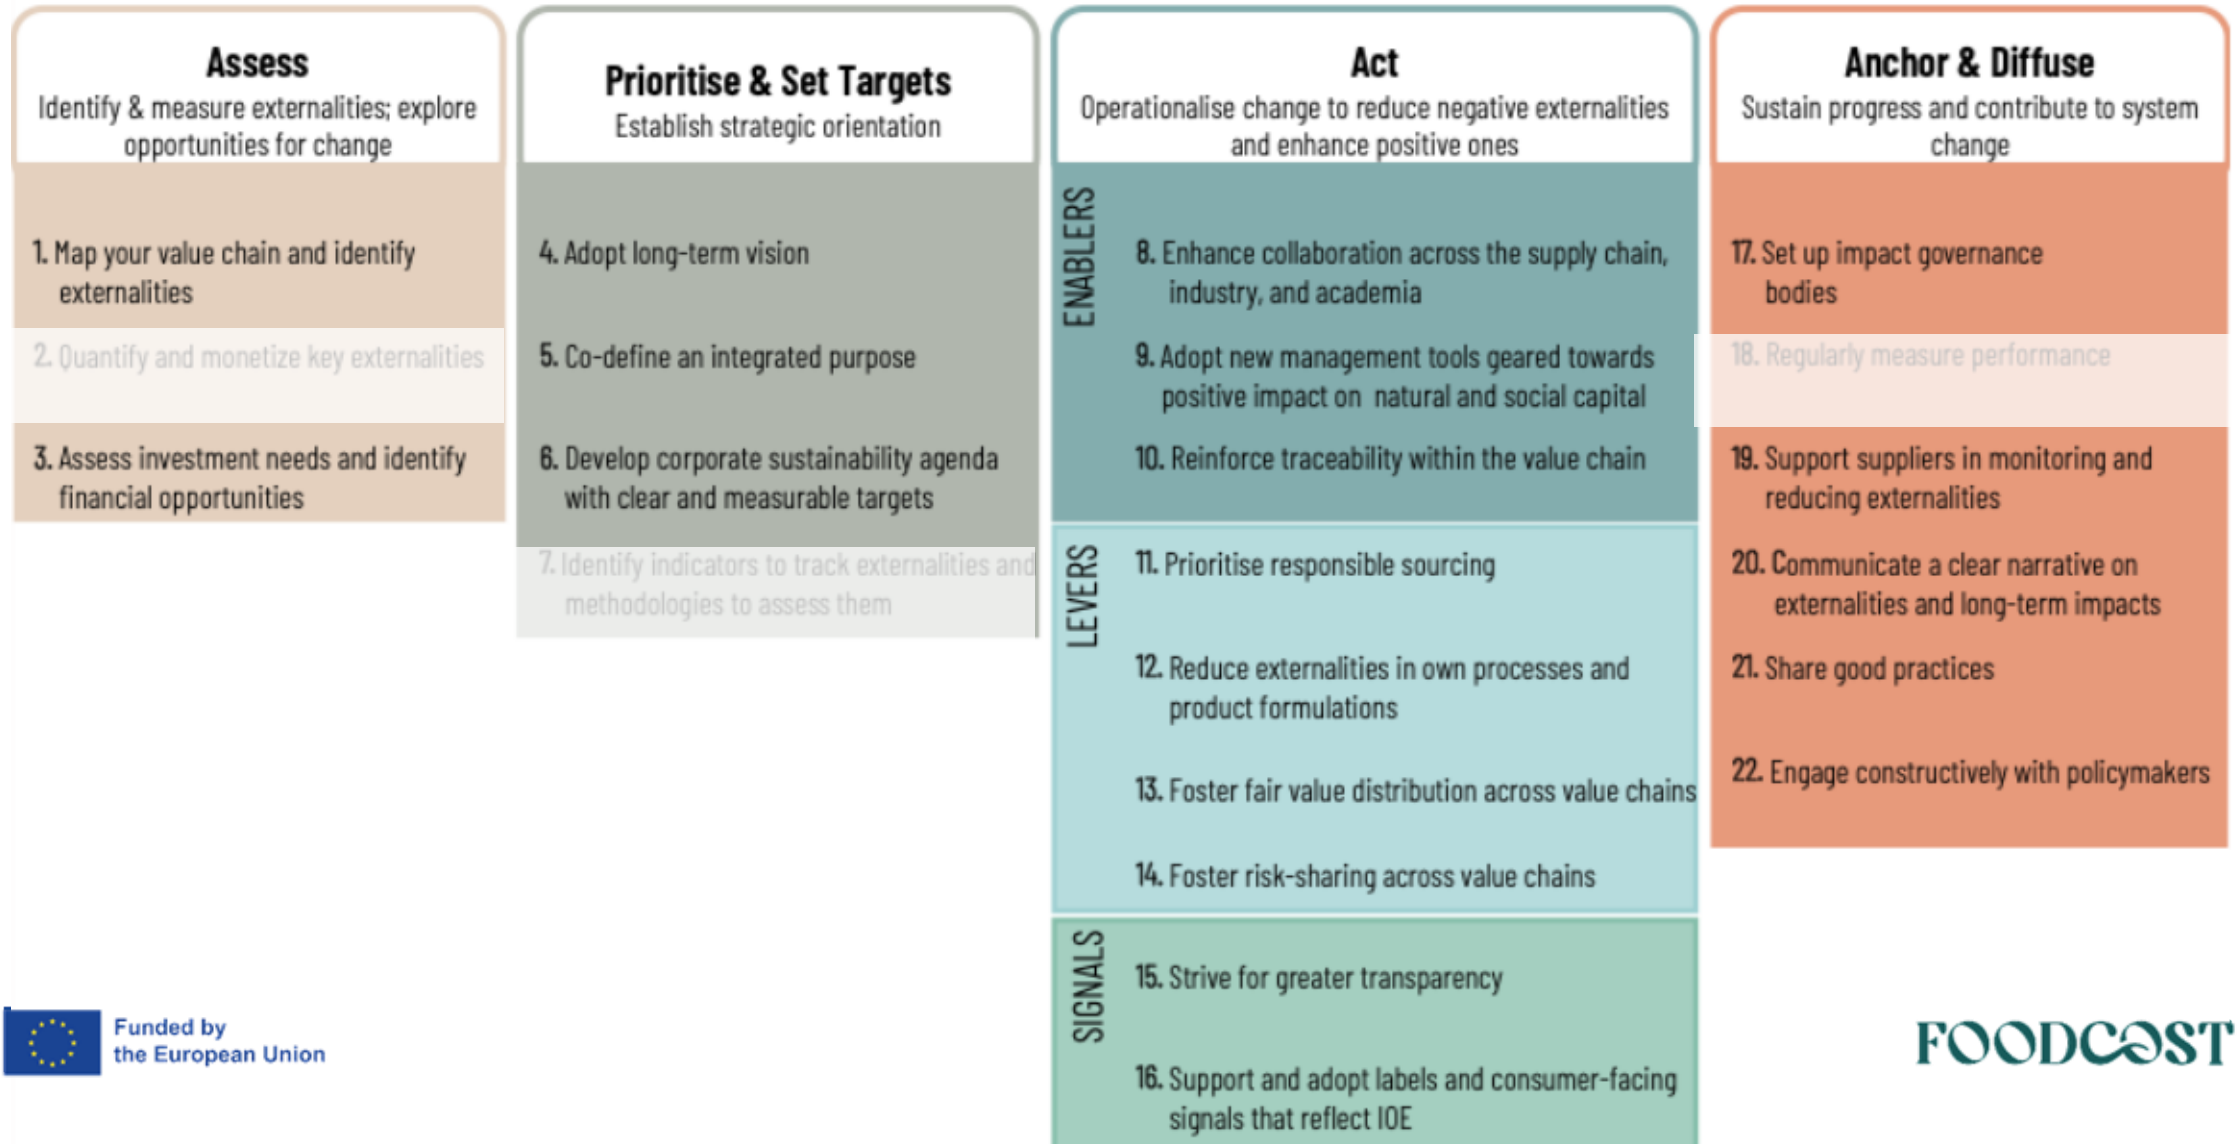 Assess
Identify & measure externalities; explore
opportunities for change
1. Map your value chain and identify
externalities
2. Quantify and monetize key externalities
3. Assess investment needs and identify
financial opportunities
Prioritise & Set Targets
Establish strategic orientation
4. Adopt long-term vision
5. Co-define an integrated purpose
6. Develop corporate sustainability agenda
with clear and measurable targets
7. Identify indicators to track externalities and
methodologies to assess them
Act
Operationalise change to reduce negative externalities
and enhance positive ones
ENABLERS
8. Enhance collaboration across the supply chain,
industry, and academia
9. Adopt new management tools geared towards
positive impact on natural and social capital
10. Reinforce traceability within the value chain
LEVERS
11. Prioritise responsible sourcing
12. Reduce externalities in own processes and
product formulations
13. Foster fair value distribution across value chains
14. Foster risk-sharing across value chains
SIGNALS
15. Strive for greater transparency
16. Support and adopt labels and consumer-facing
signals that reflect IOE
Anchor & Diffuse
Sustain progress and contribute to system
change
17. Set up impact governance
bodies
18. Regularly measure performance
19. Support suppliers in monitoring and
reducing externalities
20. Communicate a clear narrative on
externalities and long-term impacts
21. Share good practices
22. Engage constructively with policymakers
Funded by
the European Union
FOODCOST